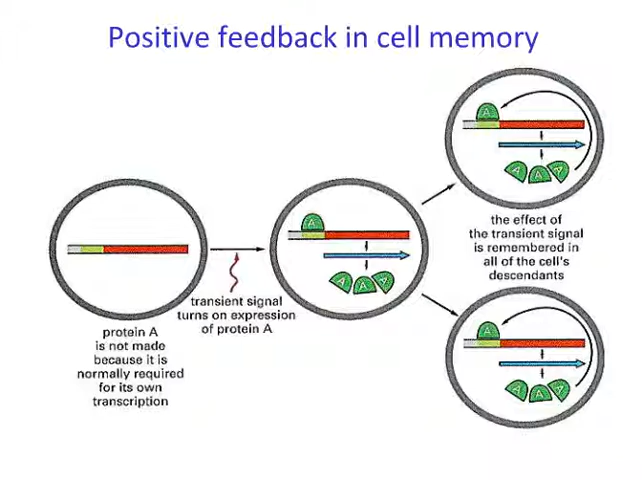 Positive feedback in cell memory
A
A A A
the effect of
the transient signal
is remembered in
all of the cell's
descendants
A
A A A
transient signal
turns on expression
of protein A
protein A
is not made
because it is
normally required
for its own
transcription
A
A A A